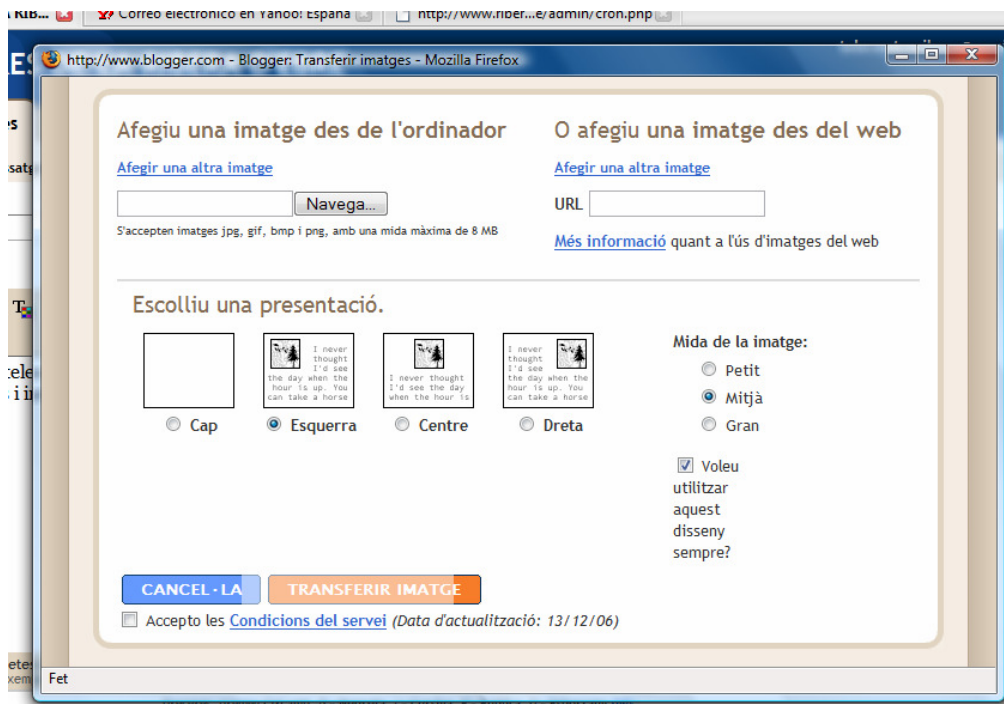 Correo electrónico en Yahoo! España
http://www.riber...e/admin/cron.php
http://www.blogger.com - Blogger: Transferir imatges - Mozilla Firefox
Afegiu una imatge des de l'ordinador
Afegir una altra imatge
Navega...
S'accepten imatges jpg, gif, bmp i png, amb una mida màxima de 8 MB
O afegiu una imatge des del web
Afegir una altra imatge
URL
Més informació quant a l'ús d'imatges del web
Escolliu una presentació.
I never
thought
I'd see
the day when the
hour is up. You
can take a horse
I never thought
I'd see the day
when the hour is
I never
thought
I'd see
the day when the
hour is up. You
can take a horse
Cap
Esquerra
Centre
Dreta
Mida de la imatge:
Petit
Mitjà
Gran
Voleu
utilitzar
aquest
disseny
sempre?
CANCEL·LA
TRANSFERIR IMATGE
Accepto les Condicions del servei (Data d'actualització: 13/12/06)
Fet